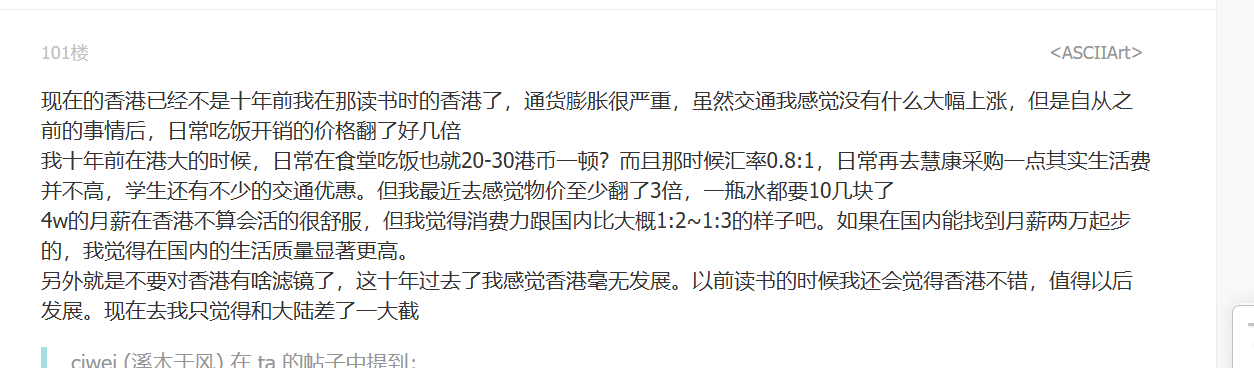 101楼
<ASCIIArt>
现在的香港已经不是十年前我在那读书时的香港了，通货膨胀很严重，虽然交通我感觉没有什么大幅上涨，但是自从之
前的事情后，日常吃饭开销的价格翻了好几倍
我十年前在港大的时候，日常在食堂吃饭也就20-30港币一顿？而且那时候汇率0.8:1，日常再去慧康采购一点其实生活费
并不高，学生还有不少的交通优惠。但我最近去感觉物价至少翻了3倍，一瓶水都要10几块了
4w的月薪在香港不算会活的很舒服，但我觉得消费力跟国内比大概1:2~1:3的样子吧。如果在国内能找到月薪两万起步
的，我觉得在国内的生活质量显著更高。
另外就是不要对香港有啥滤镜了，这十年过去了我感觉香港毫无发展。以前读书的时候我还会觉得香港不错，值得以后
发展。现在去我只觉得和大陆差了一大截
ciwei (溪木于风) 在 ta 的帖子中提到：